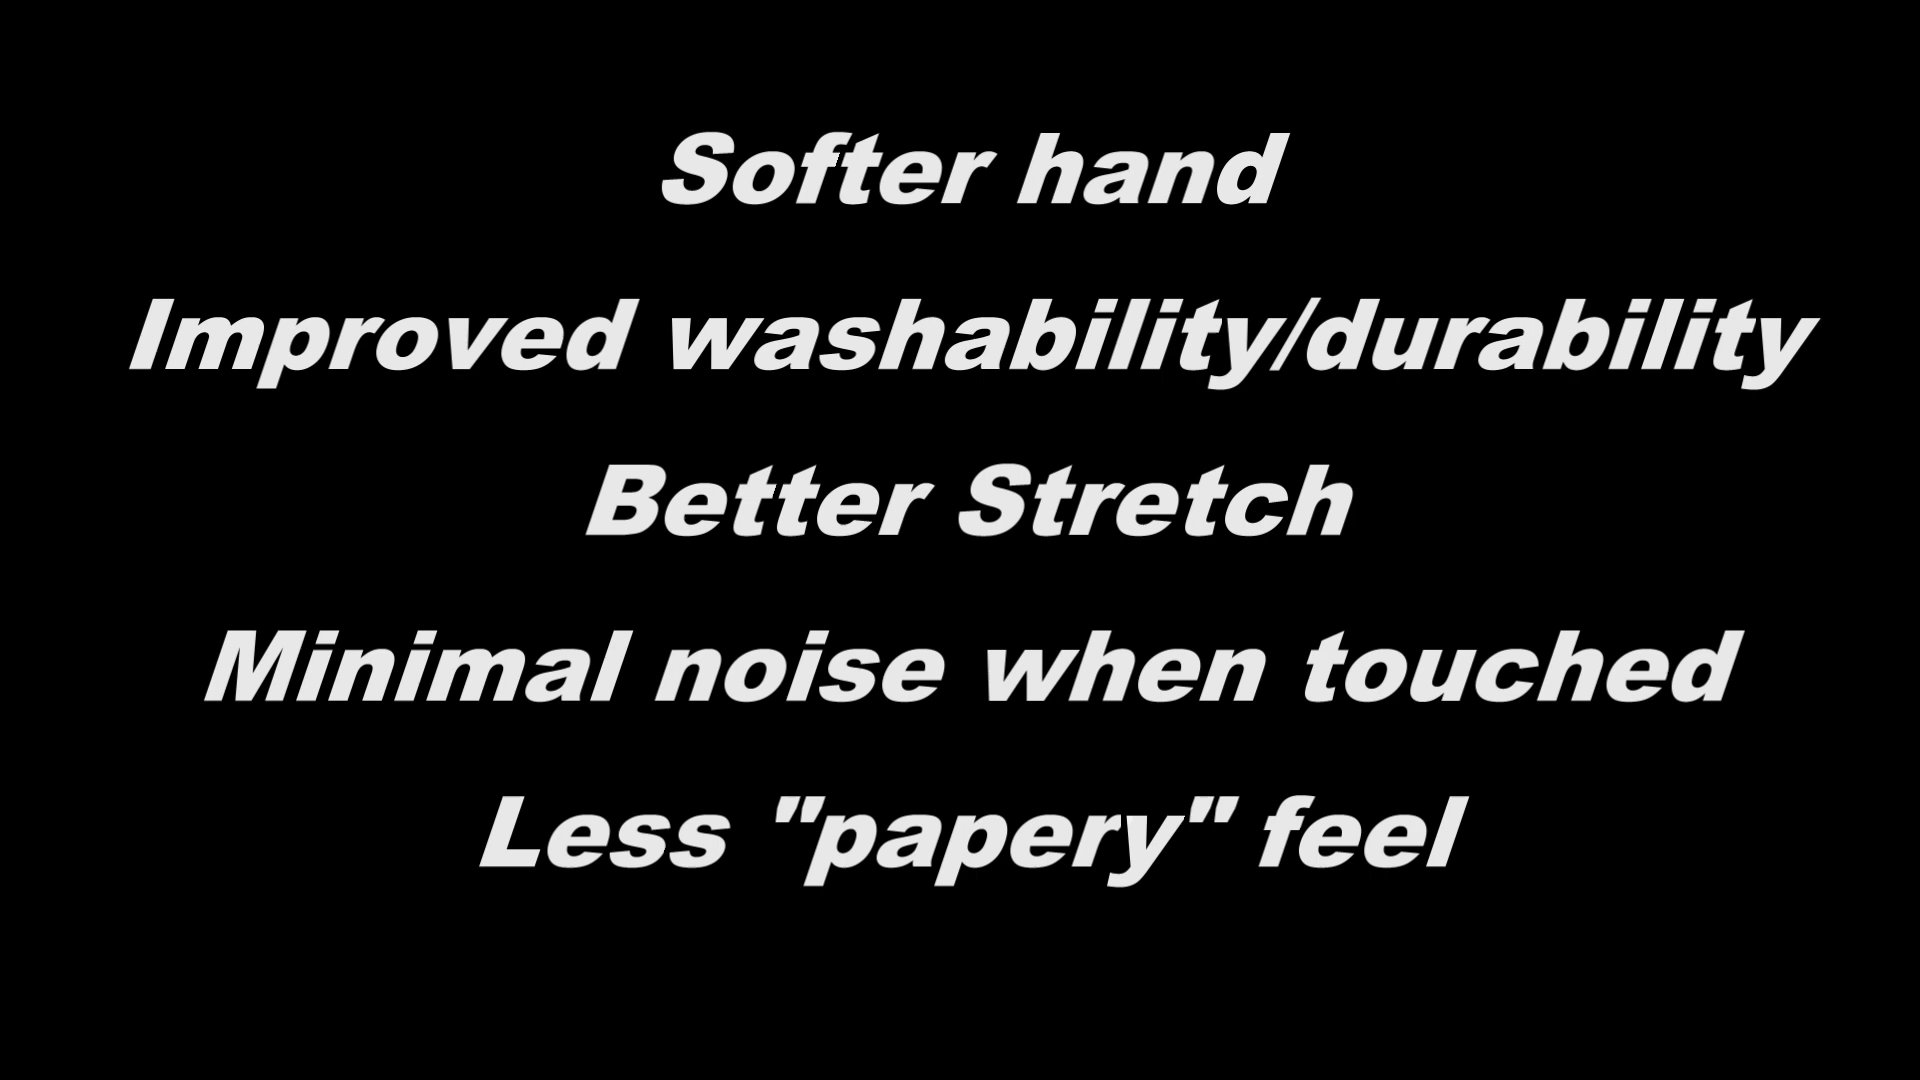 Softer hand
Improved washability/durability
Better Stretch
Minimal noise when touched
Less "papery" feel